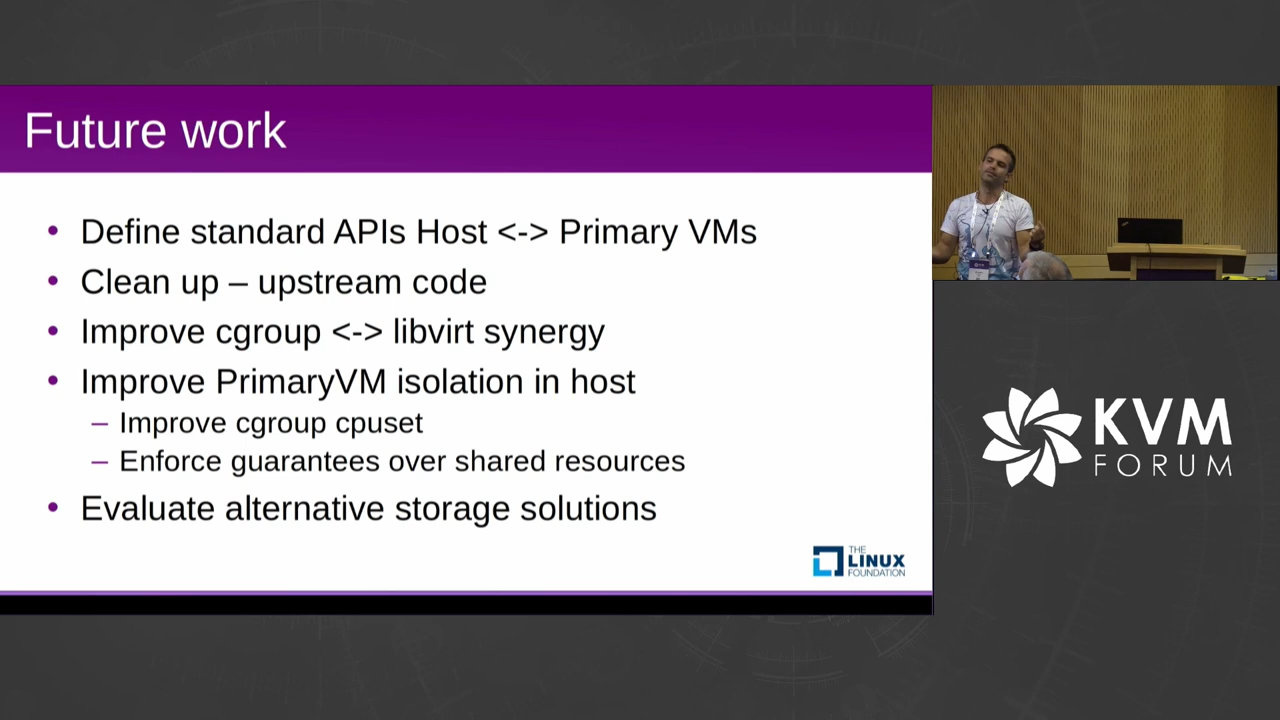 Future work
• Define standard APIs Host <-> Primary VMs
• Clean up – upstream code
• Improve cgroup <-> libvirt synergy
• Improve PrimaryVM isolation in host
– Improve cgroup cpuset
– Enforce guarantees over shared resources
• Evaluate alternative storage solutions
THE
LINUX
FOUNDATION
KVM
FORUM